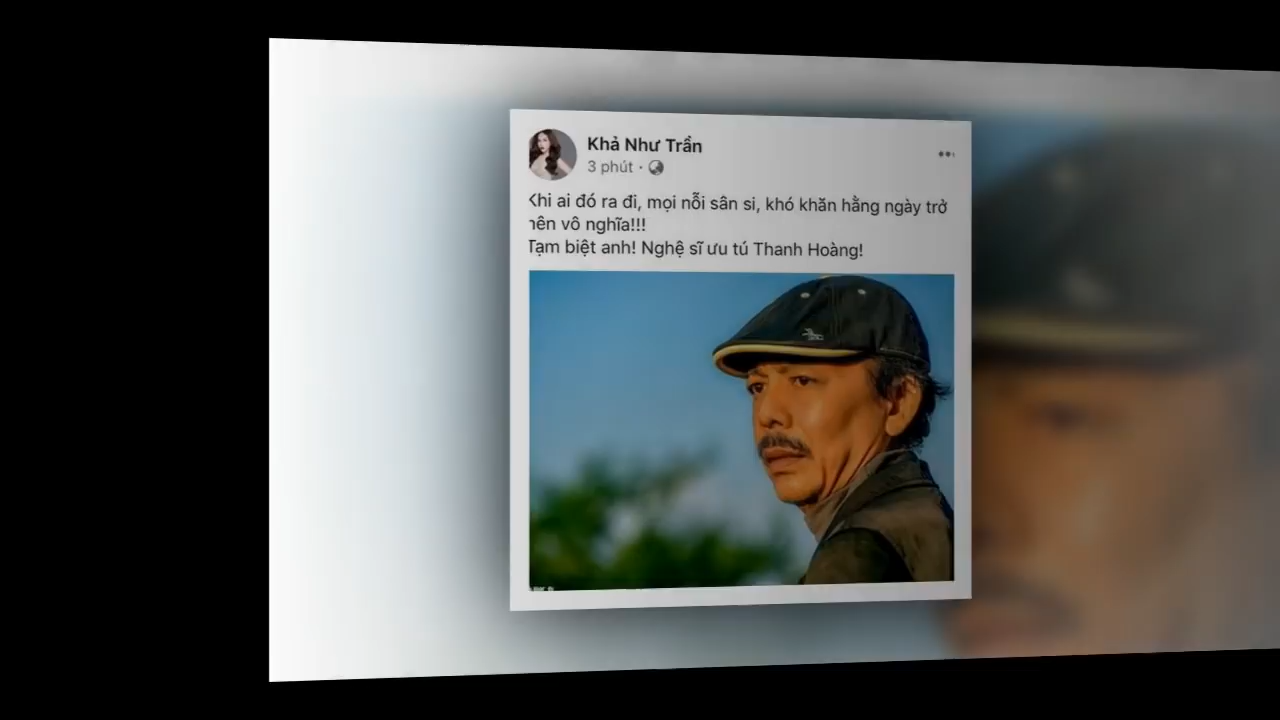 Khả Như Trần
3 phút ·
Khi ai đó ra đi, mọi nỗi sân si, khó khăn hằng ngày trở
nên vô nghĩa!!!
Tạm biệt anh! Nghệ sĩ ưu tú Thanh Hoàng!